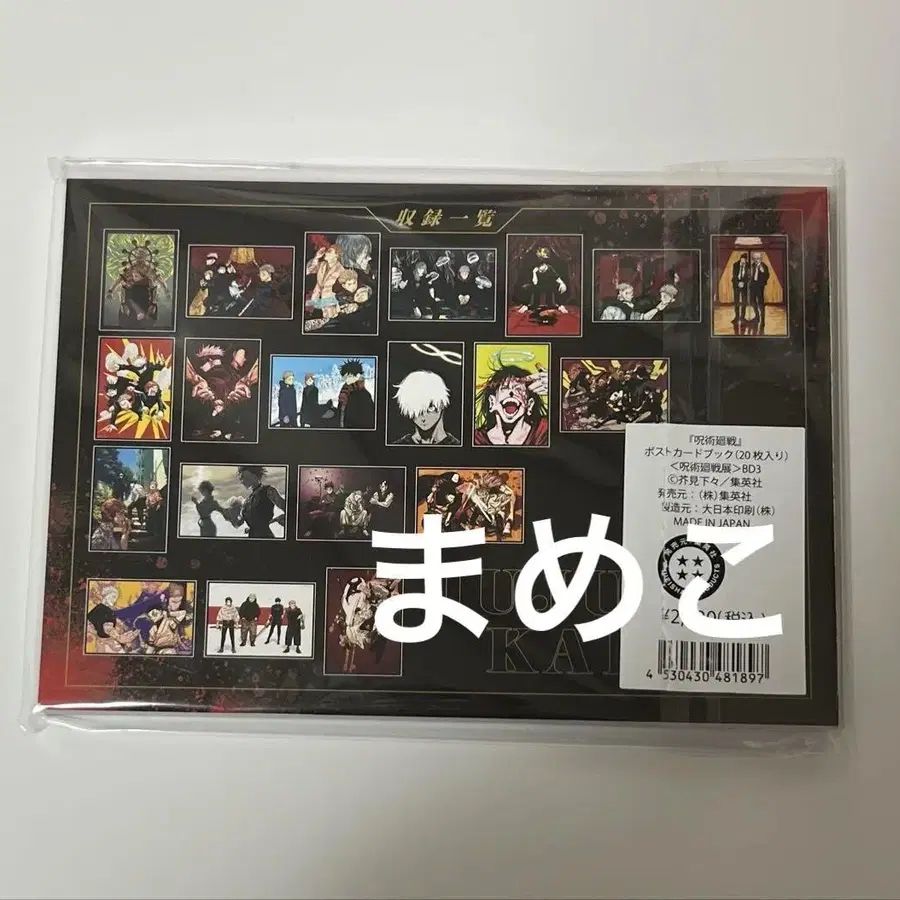 収録一覧
『呪術廻戦』
ポストカードブック(20枚入り)
<呪術廻戦展>BD3
©芥見下々/集英社
発売元:(株)集英社
製造元:大日本印刷(株)
MADE IN JAPAN
まめこ
4 530430 481897